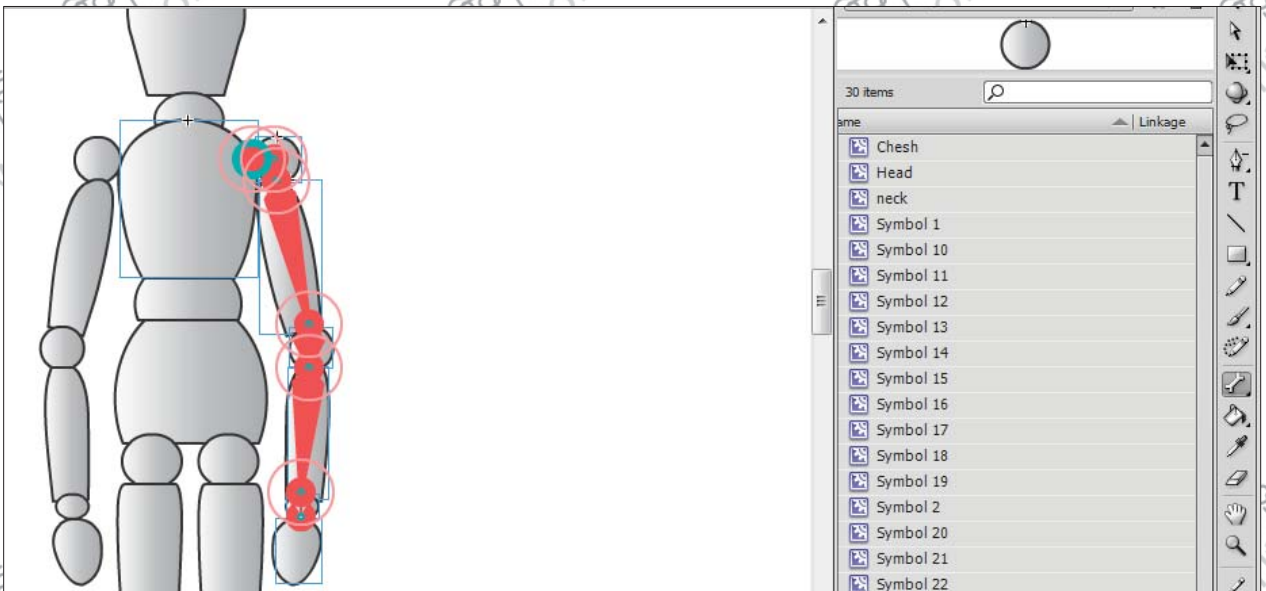 30 items
ame Linkage
Chesh
Head
neck
Symbol 1
Symbol 10
Symbol 11
Symbol 12
Symbol 13
Symbol 14
Symbol 15
Symbol 16
Symbol 17
Symbol 18
Symbol 19
Symbol 2
Symbol 20
Symbol 21
Symbol 22
T